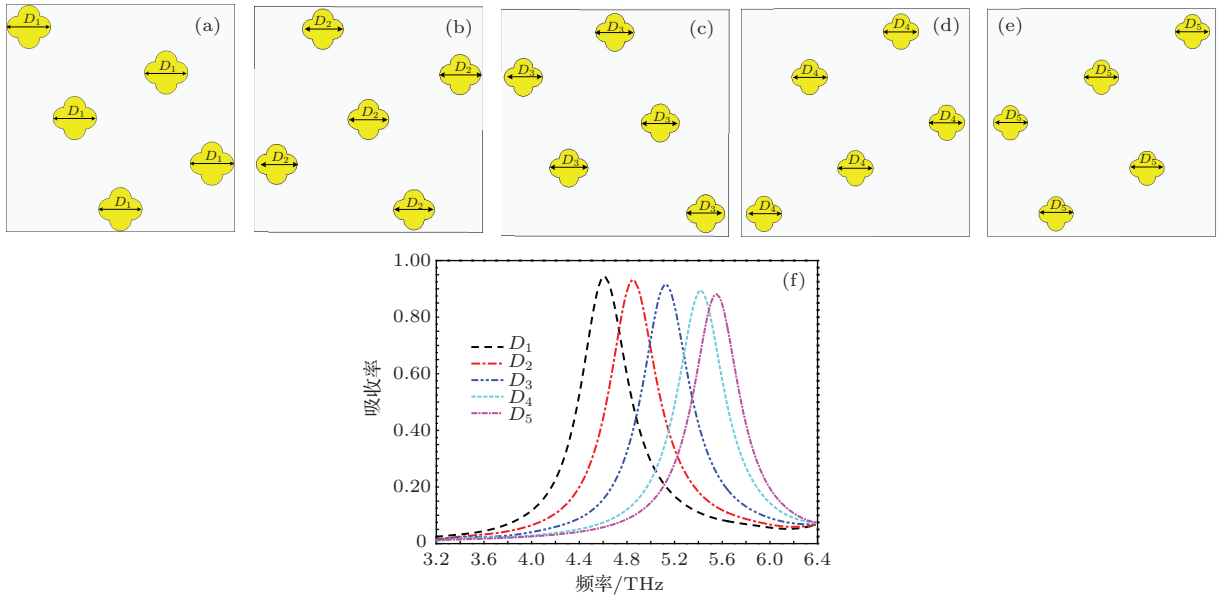 (a)
D₁
D₁
D₁
D₁
D₁
(b)
D₂
D₂
D₂
D₂
D₂
(c)
D₃
D₃
D₃
D₃
D₃
(d)
D₄
D₄
D₄
D₄
D₄
(e)
D₅
D₅
D₅
D₅
D₅
(f)
1.00
0.80
0.60
0.40
0.20
0
吸收率
D₁
D₂
D₃
D₄
D₅
3.2 3.6 4.0 4.4 4.8 5.2 5.6 6.0 6.4
频率/THz